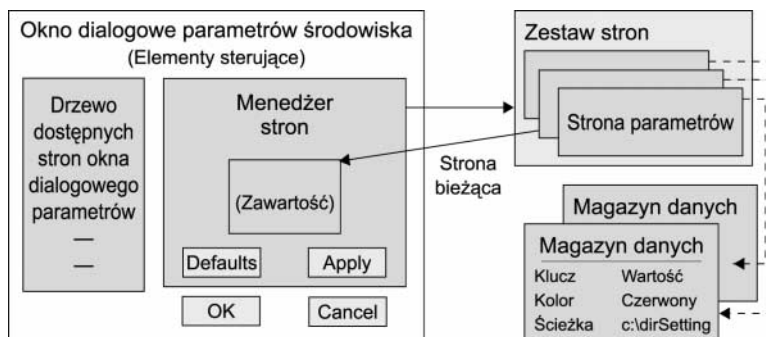 Okno dialogowe parametrów środowiska
(Elementy sterujące)
Drzewo
dostępnych
stron okna
dialogowego
parametrów
—
—
Menedżer
stron
(Zawartość)
Defaults
Apply
OK
Cancel
Zestaw stron
Strona parametrów
Strona
bieżąca
Magazyn danych
Magazyn danych
Klucz Wartość
Kolor Czerwony
Ścieżka c:\dirSetting